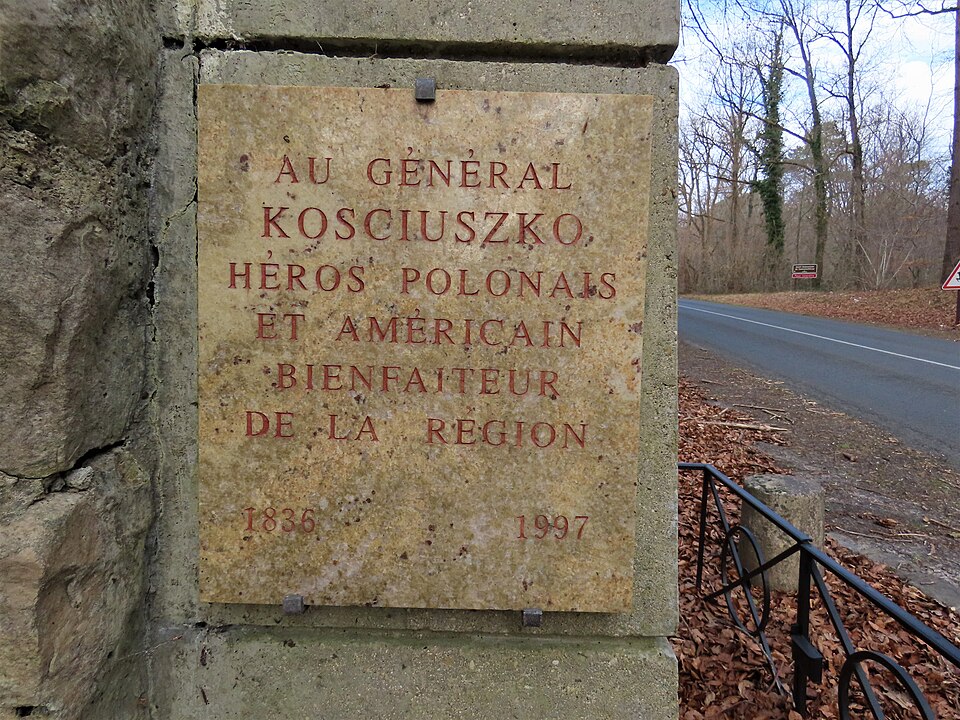 AU GÉNÉRAL
KOSCIUSZKO
HÉROS POLONAIS
ET AMÉRICAIN
BIENFAITEUR
DE LA RÉGION
1836 1997